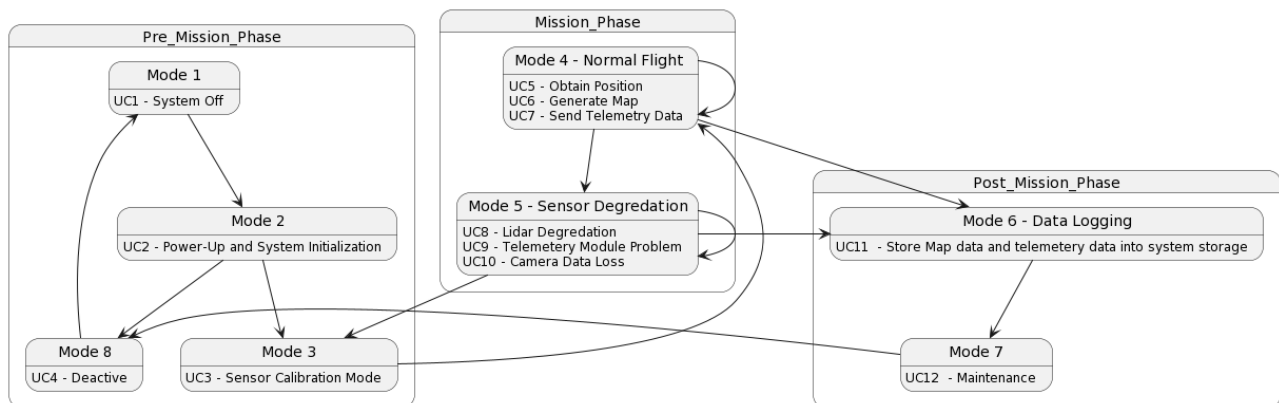 Pre_Mission_Phase
Mode 1
UC1 - System Off
Mode 2
UC2 - Power-Up and System Initialization
Mode 8
UC4 - Deactive
Mode 3
UC3 - Sensor Calibration Mode
Mission_Phase
Mode 4 - Normal Flight
UC5 - Obtain Position
UC6 - Generate Map
UC7 - Send Telemetry Data
Mode 5 - Sensor Degredation
UC8 - Lidar Degredation
UC9 - Telemetery Module Problem
UC10 - Camera Data Loss
Post_Mission_Phase
Mode 6 - Data Logging
UC11  - Store Map data and telemetery data into system storage
Mode 7
UC12  - Maintenance